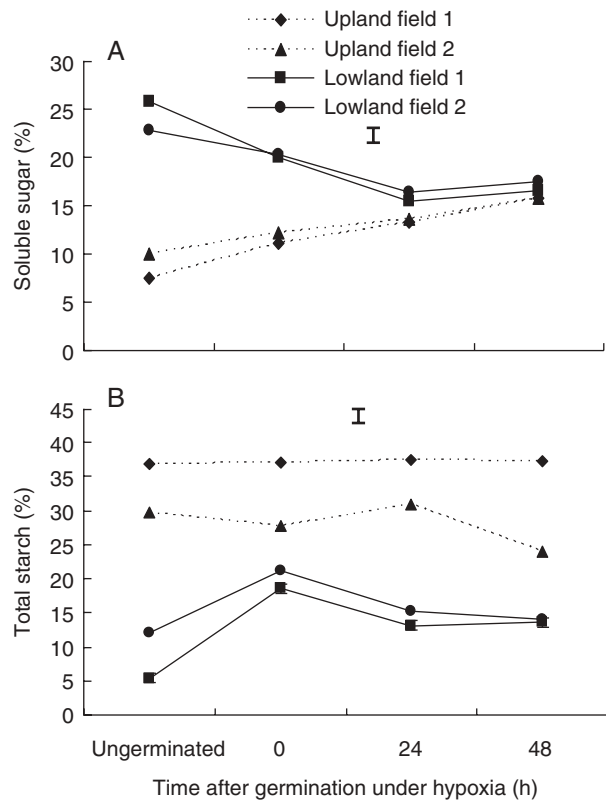 Upland field 1
Upland field 2
Lowland field 1
Lowland field 2
A
30
25
20
15
10
5
0
Soluble sugar (%)
B
45
40
35
30
25
20
15
10
5
0
Total starch (%)
Ungerminated 0 24 48
Time after germination under hypoxia (h)